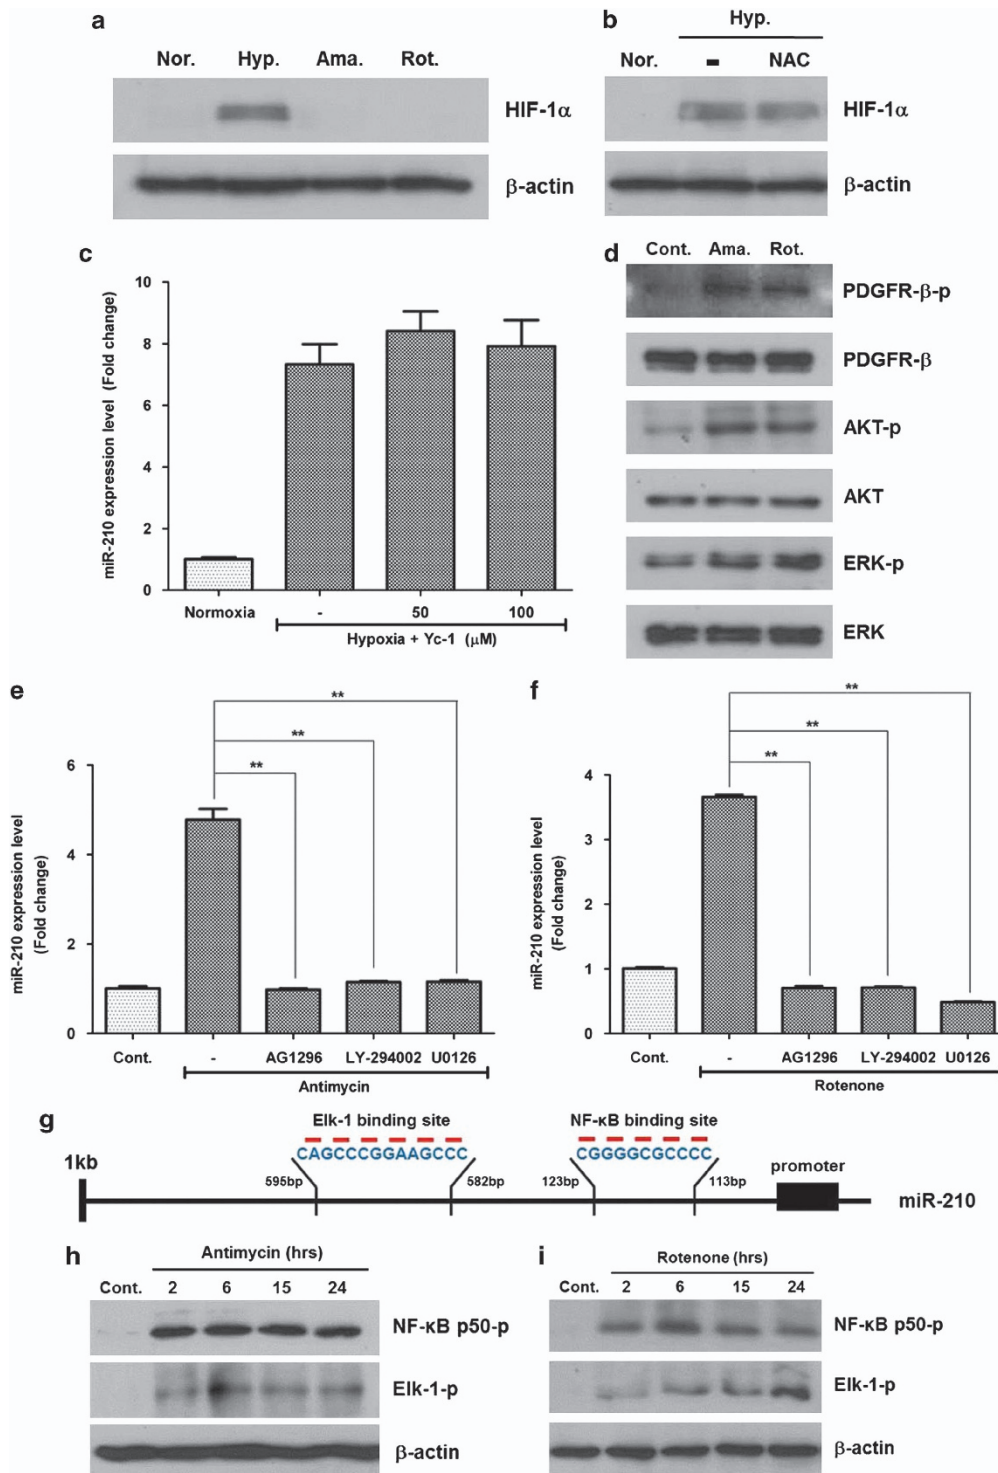 a
Nor. Hyp. Ama. Rot.
HIF-1α
β-actin
b
Hyp.
Nor. - NAC
HIF-1α
β-actin
c
miR-210 expression level (Fold change)
10
8
6
4
2
0
Normoxia - 50 100
Hypoxia + Yc-1 (μM)
d
Cont. Ama. Rot.
PDGFR-β-p
PDGFR-β
AKT-p
AKT
ERK-p
ERK
e
miR-210 expression level
(Fold change)
6
4
2
0
**
**
**
Cont. - AG1296 LY-294002 U0126
Antimycin
f
miR-210 expression level
(Fold change)
4
3
2
1
0
**
**
**
Cont. - AG1296 LY-294002 U0126
Rotenone
g
Elk-1 binding site NF-κB binding site
CAGCCCGGAAGCCC CGGGGCGCCCC
1kb 595bp 582bp 123bp 113bp promoter
miR-210
h
Antimycin (hrs)
Cont. 2 6 15 24
NF-κB p50-p
Elk-1-p
β-actin
i
Rotenone (hrs)
Cont. 2 6 15 24
NF-κB p50-p
Elk-1-p
β-actin